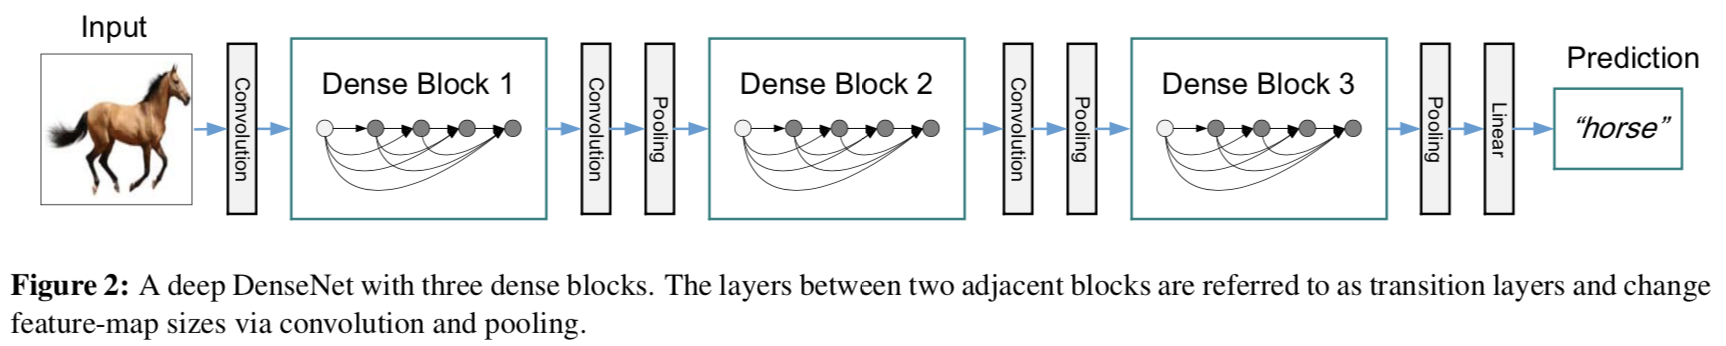 Input
Prediction
Convolution
Dense Block 1
Convolution
Pooling
Dense Block 2
Convolution
Pooling
Dense Block 3
Pooling
Linear
“horse”
Figure 2: A deep DenseNet with three dense blocks. The layers between two adjacent blocks are referred to as transition layers and change
feature-map sizes via convolution and pooling.